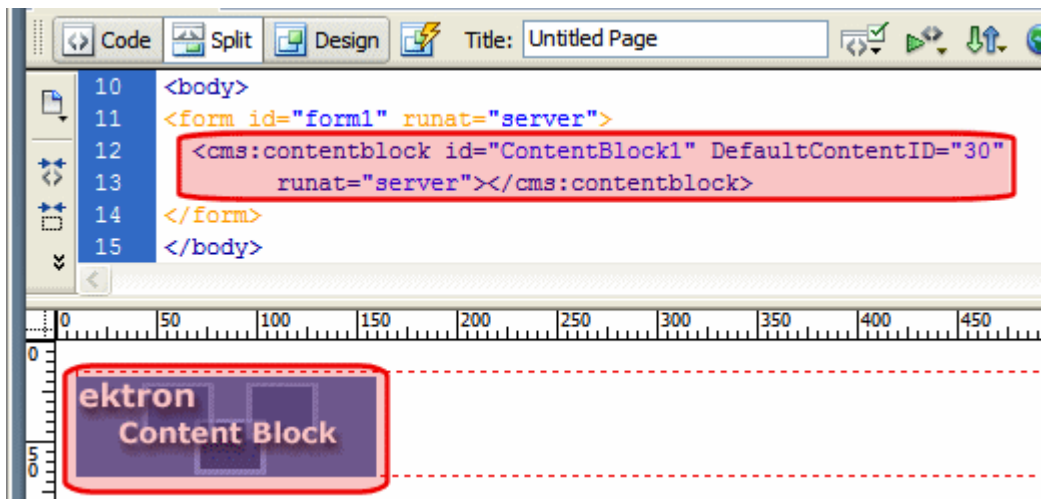 Code Split Design Title: Untitled Page
10 <body>
11 <form id="form1" runat="server">
12 <cms:contentblock id="ContentBlock1" DefaultContentID="30"
13 runat="server"></cms:contentblock>
14 </form>
15 </body>
0 50 100 150 200 250 300 350 400 450
0
ektron
Content Block
50